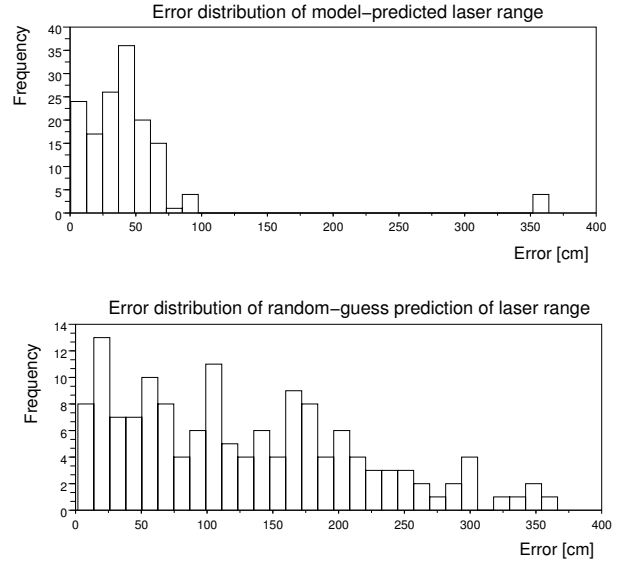 Error distribution of model−predicted laser range
Frequency
40
35
30
25
20
15
10
5
0
0 50 100 150 200 250 300 350 400
Error [cm]
Error distribution of random−guess prediction of laser range
Frequency
14
12
10
8
6
4
2
0
0 50 100 150 200 250 300 350 400
Error [cm]